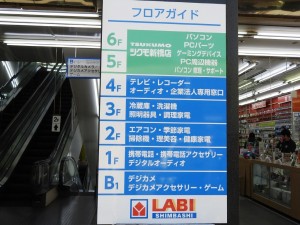 フロアガイド
6F
TSUKUMO
ツクモ新橋店
5F
パソコン
PCパーツ
ゲーミングデバイス
PC周辺機器
パソコン修理・サポート
4F
テレビ・レコーダー
オーディオ・企業法人専用窓口
3F
冷蔵庫・洗濯機
照明器具・調理家電
2F
エアコン・季節家電
掃除機・理美容・健康家電
1F
携帯電話・携帯電話アクセサリー
デジタルオーディオ
B1
デジカメ
デジカメアクセサリー・ゲーム
LABI
SHIMBASHI